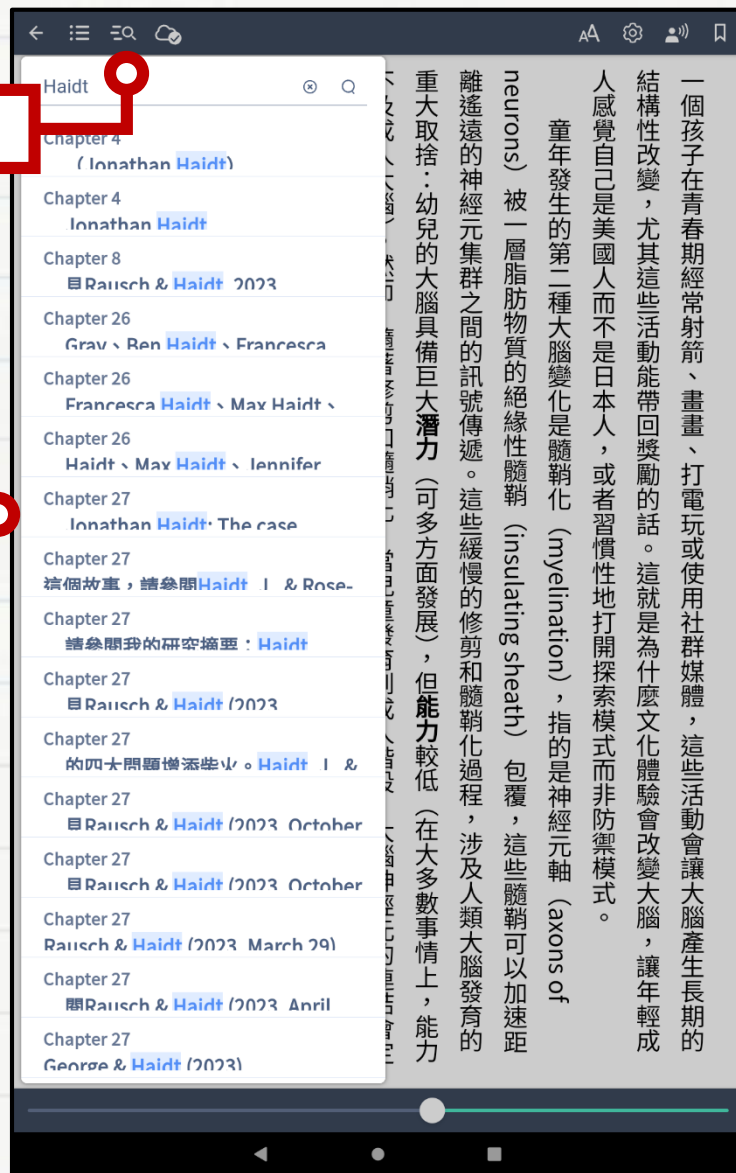 AA
Haidt
Chapter 4
(Jonathan Haidt)
Chapter 4
Jonathan Haidt
Chapter 8
見Rausch & Haidt, 2023
Chapter 26
Gray、Ben Haidt、Francesca
Chapter 26
Francesca Haidt、Max Haidt、
Chapter 26
Haidt、Max Haidt、Jennifer
Chapter 27
Jonathan Haidt: The case
Chapter 27
這個故事，請參閱Haidt, J., & Rose-
Chapter 27
請參閱我的研究摘要：Haidt
Chapter 27
見Rausch & Haidt (2023
Chapter 27
的四大問題增添柴火。Haidt, J., &
Chapter 27
見Rausch & Haidt (2023, October
Chapter 27
見Rausch & Haidt (2023, October
Chapter 27
Rausch & Haidt (2023, March 29)
Chapter 27
閱Rausch & Haidt (2023, April
Chapter 27
George & Haidt (2023)
一個孩子在青春期經常射箭、畫畫、打電玩或使用社群媒體，這些活動會讓大腦產生長期的
結構性改變，尤其這些活動能帶回獎勵的話。這就是為什麼文化體驗會改變大腦，讓年輕成
人感覺自己是美國人而不是日本人，或者習慣性地打開探索模式而非防禦模式。
童年發生的第二種大腦變化是髓鞘化（myelination），指的是神經元軸（axons of
neurons）被一層脂肪物質的絕緣性髓鞘（insulating sheath）包覆，這些髓鞘可以加速距
離遙遠的神經元集群之間的訊號傳遞。這些緩慢的修剪和髓鞘化過程，涉及人類大腦發育的
重大取捨：幼兒的大腦具備巨大潛力（可多方面發展），但能力較低（在大多數事情上，能力